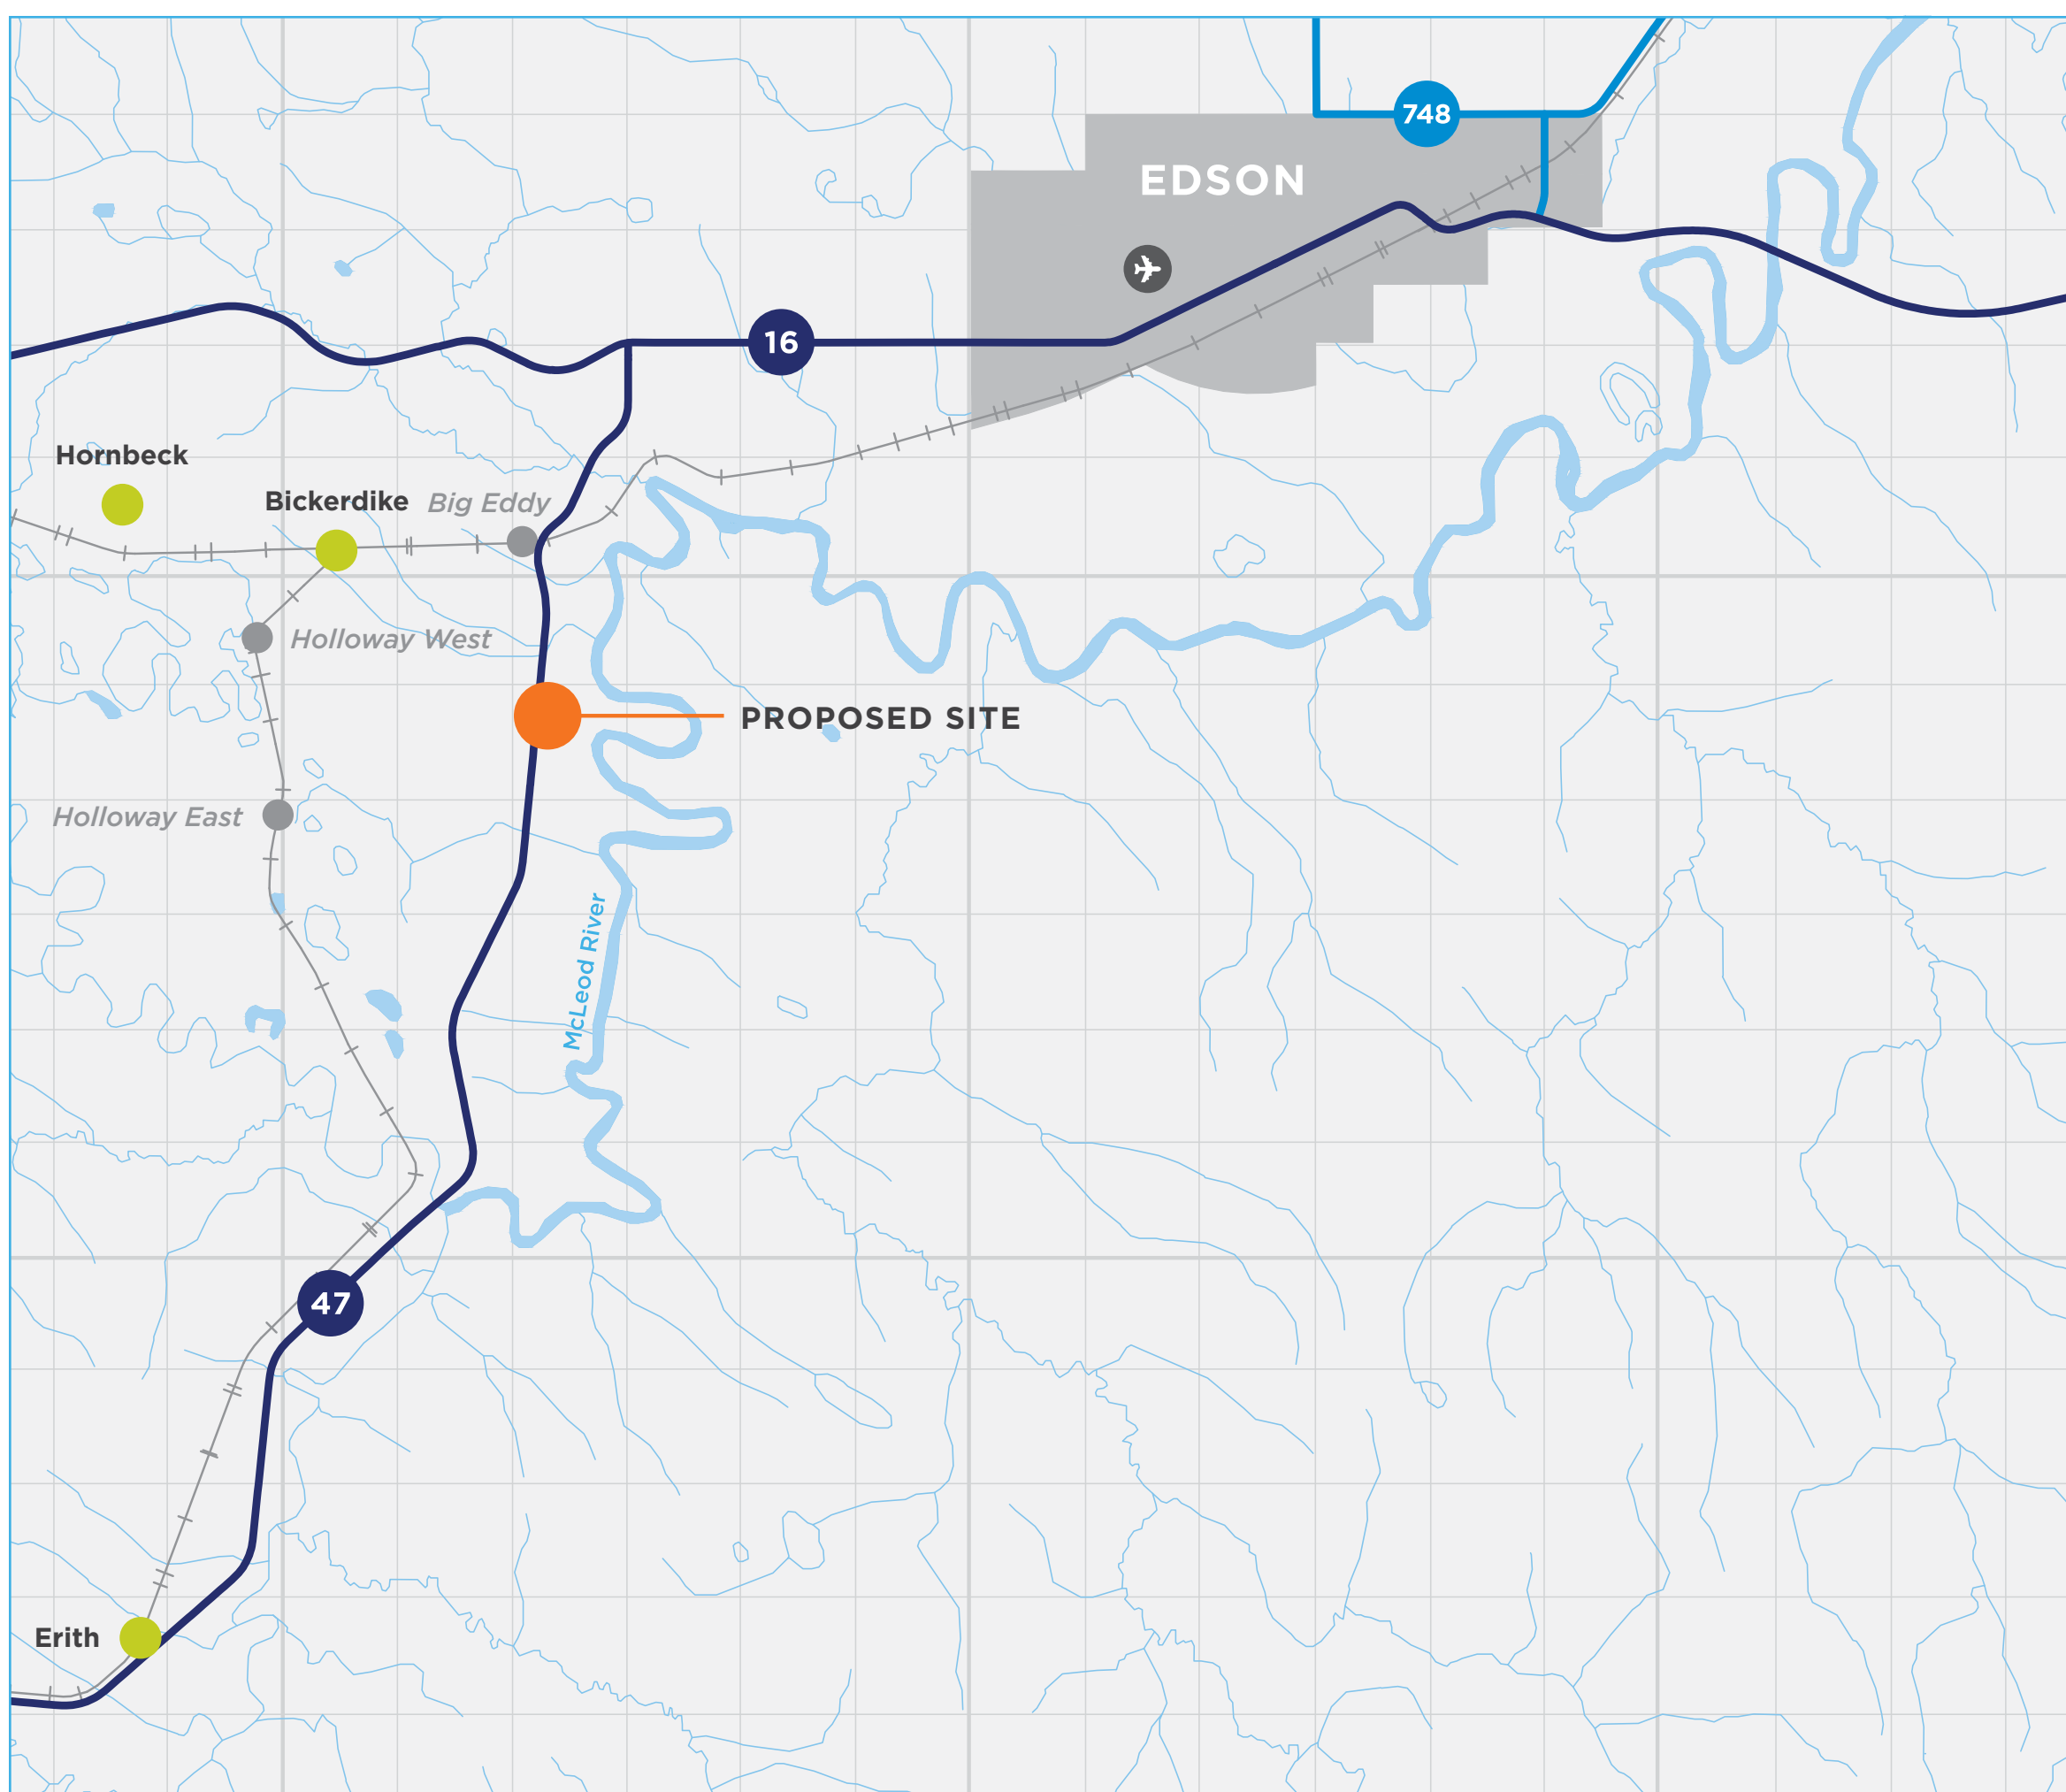 748
EDSON
16
Hornbeck
Bickerdike
Big Eddy
Holloway West
PROPOSED SITE
Holloway East
McLeod River
47
Erith